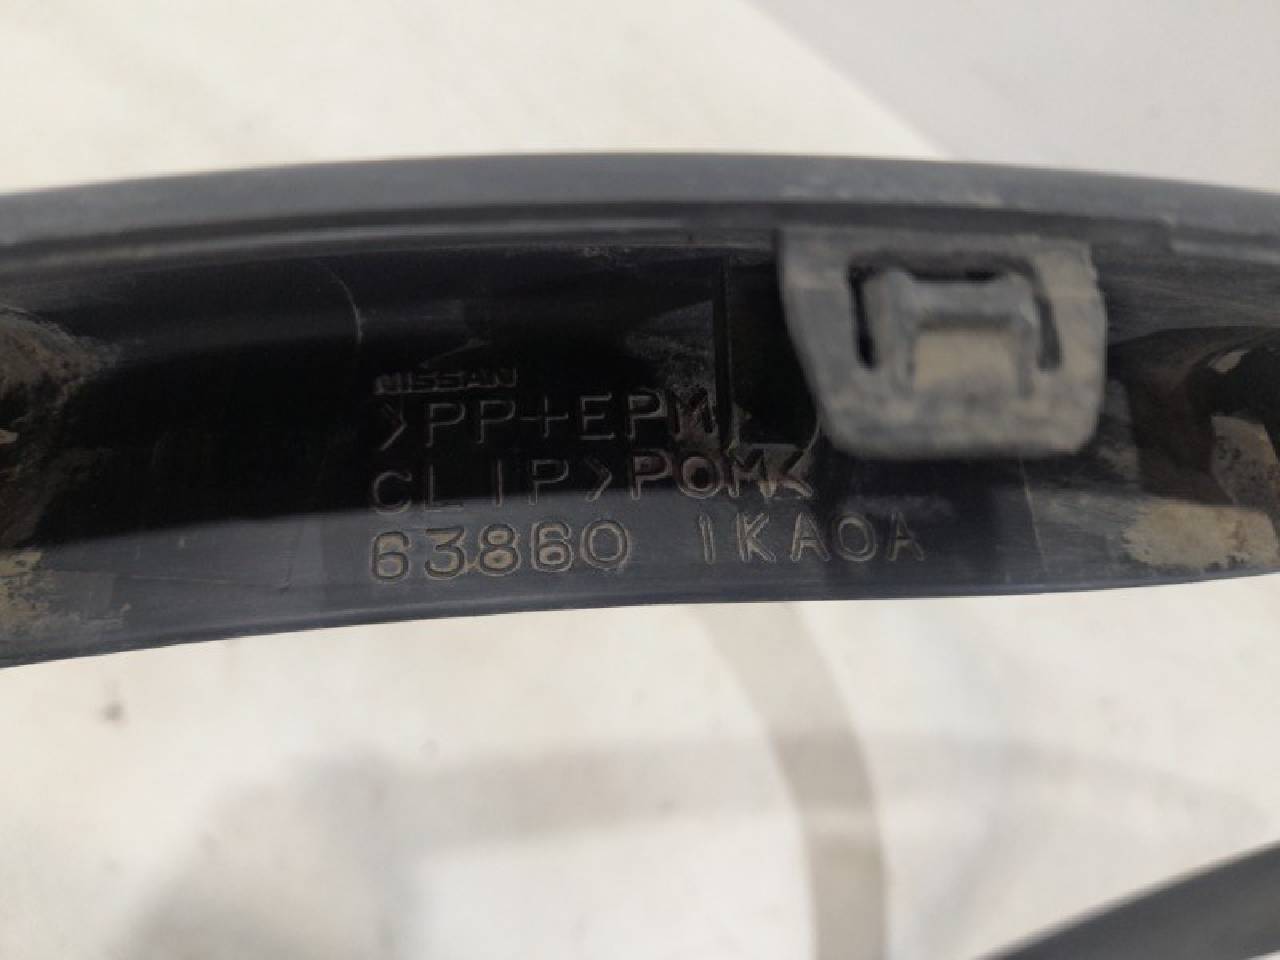 NISSAN
>PP+EPM
CLIP>POM<
63860 1KA0A